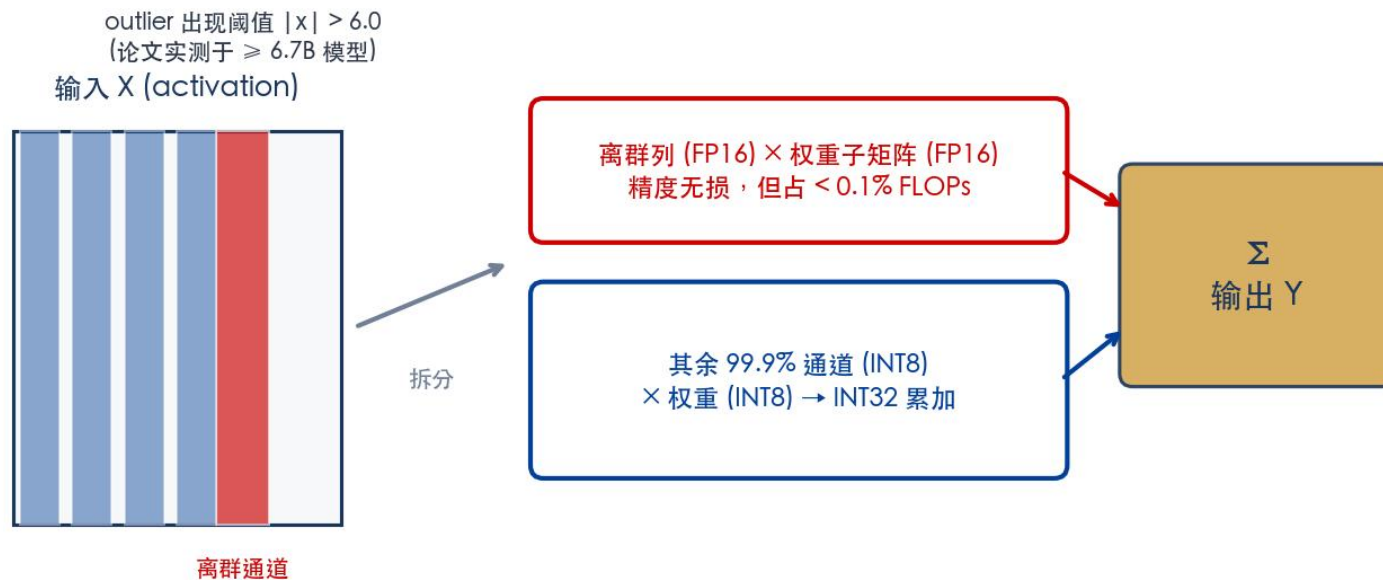 outlier 出现阈值 |x| > 6.0
(论文实测于 ⩾ 6.7B 模型)
输入 X (activation)
离群通道
拆分
离群列 (FP16) × 权重子矩阵 (FP16)
精度无损，但占 < 0.1% FLOPs
其余 99.9% 通道 (INT8)
× 权重 (INT8) → INT32 累加
Σ
输出 Y